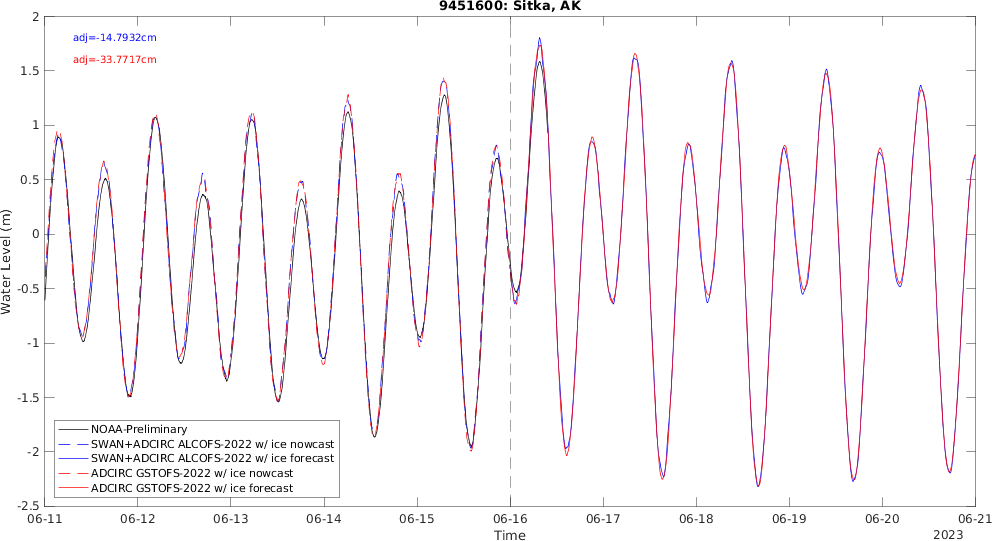 9451600: Sitka, AK
adj=-14.7932cm
adj=-33.7717cm
Water Level (m)
2
1.5
1
0.5
0
-0.5
-1
-1.5
-2
-2.5
NOAA-Preliminary
SWAN+ADCIRC ALCOFS-2022 w/ ice nowcast
SWAN+ADCIRC ALCOFS-2022 w/ ice forecast
ADCIRC GSTOFS-2022 w/ ice nowcast
ADCIRC GSTOFS-2022 w/ ice forecast
06-11 06-12 06-13 06-14 06-15 06-16 06-17 06-18 06-19 06-20 06-21
Time
2023